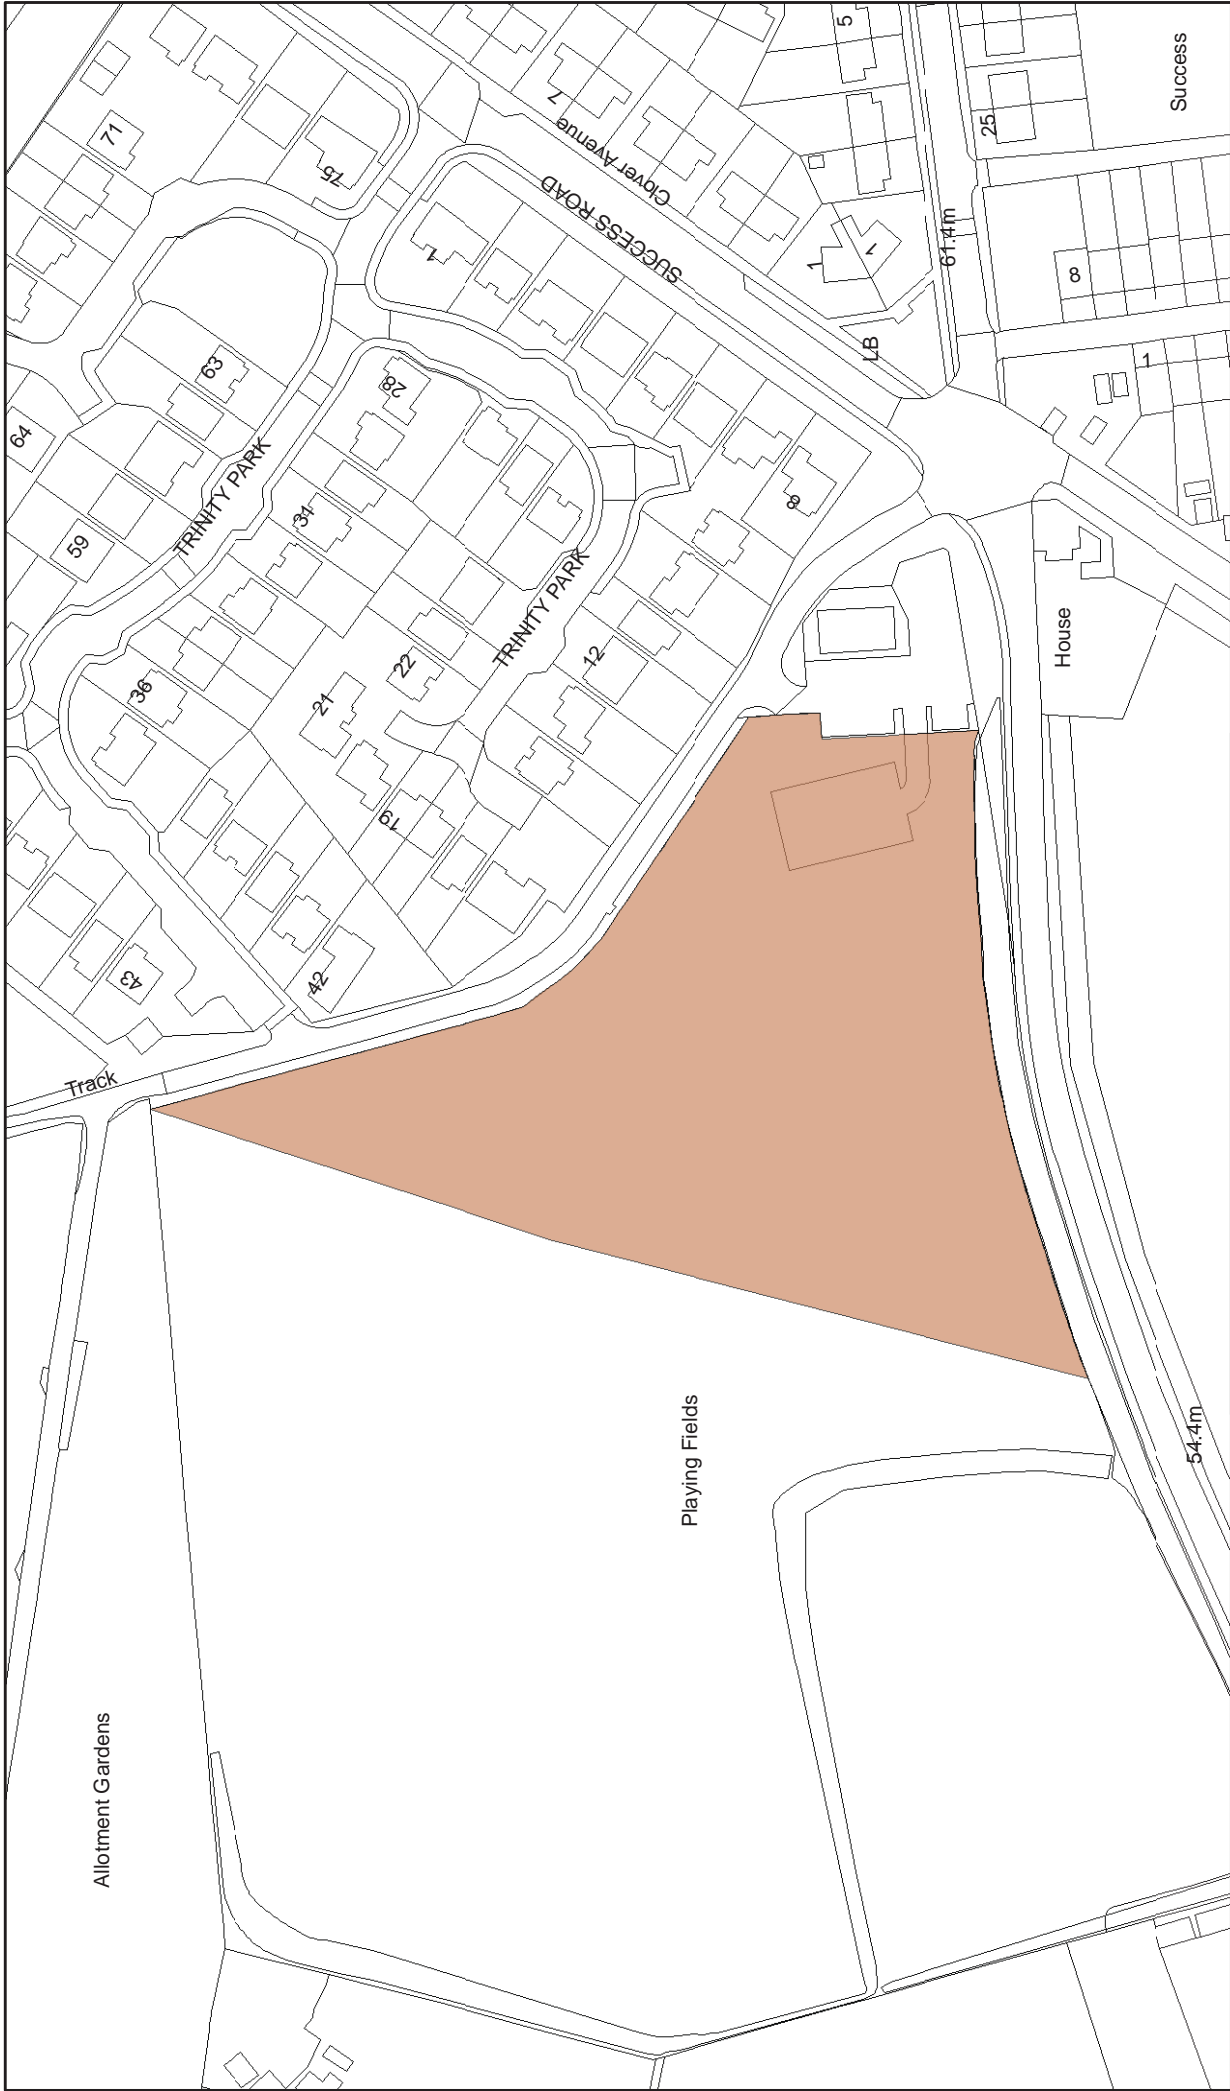 5
Success
7
71
Clover Avenue
25
75
SUCCESS ROAD
1
61.4m
1
1
8
LB
63
1
28
64
TRINITY PARK
31
59
8
TRINITY PARK
House
12
22
36
21
19
42
43
Track
Playing Fields
54.4m
Allotment Gardens